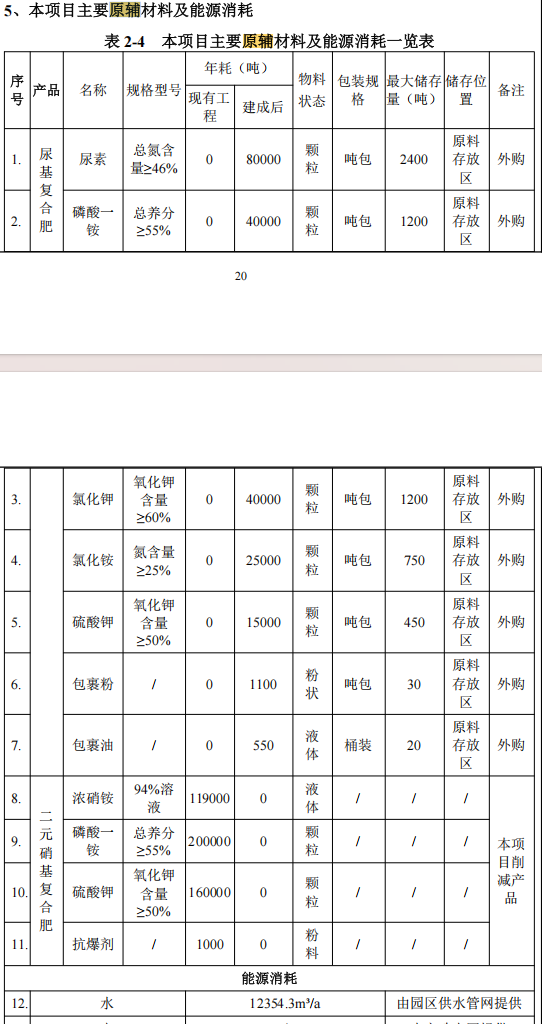 5、本项目主要原辅材料及能源消耗
表 2-4 本项目主要原辅材料及能源消耗一览表
序号 产品 名称 规格型号 年耗（吨） 物料状态 包装规格 最大储存量（吨） 储存位置 备注
现有工程 建成后
1. 尿基复合肥 尿素 总氮含量≥46% 0 80000 颗粒 吨包 2400 原料存放区 外购
2. 磷酸一铵 总养分≥55% 0 40000 颗粒 吨包 1200 原料存放区 外购
20
3. 氯化钾 氧化钾含量≥60% 0 40000 颗粒 吨包 1200 原料存放区 外购
4. 氯化铵 氮含量≥25% 0 25000 颗粒 吨包 750 原料存放区 外购
5. 硫酸钾 氧化钾含量≥50% 0 15000 颗粒 吨包 450 原料存放区 外购
6. 包裹粉 / 0 1100 粉状 吨包 30 原料存放区 外购
7. 包裹油 / 0 550 液体 桶装 20 原料存放区 外购
8. 二元硝基复合肥 浓硝铵 94%溶液 119000 0 液体 / / / 本项目削减产品
9. 磷酸一铵 总养分≥55% 200000 0 颗粒 / / /
10. 硫酸钾 氧化钾含量≥50% 160000 0 颗粒 / / /
11. 抗爆剂 / 1000 0 粉料 / / /
能源消耗
12. 水 12354.3m³/a 由园区供水管网提供